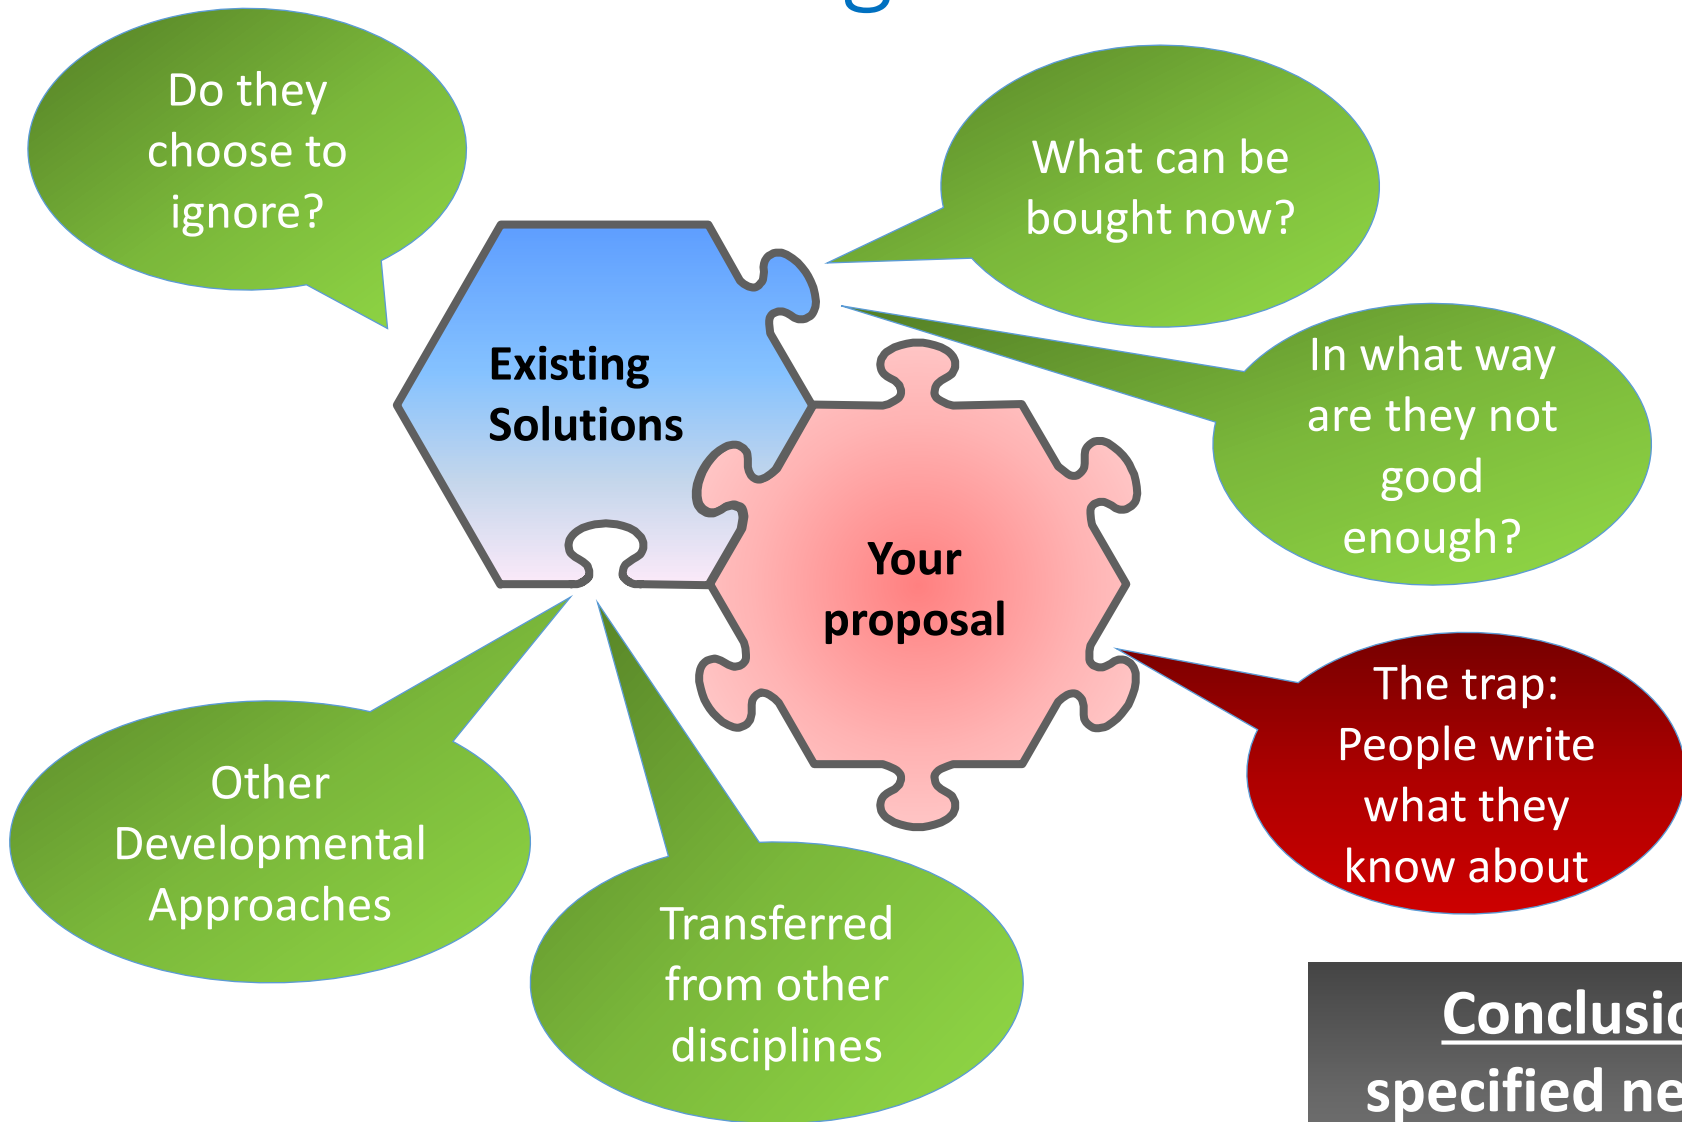 Do they
choose to
ignore?
What can be
bought now?
Existing
Solutions
In what way
are they not
good
enough?
Your
proposal
The trap:
People write
what they
know about
Other
Developmental
Approaches
Transferred
from other
disciplines
specified